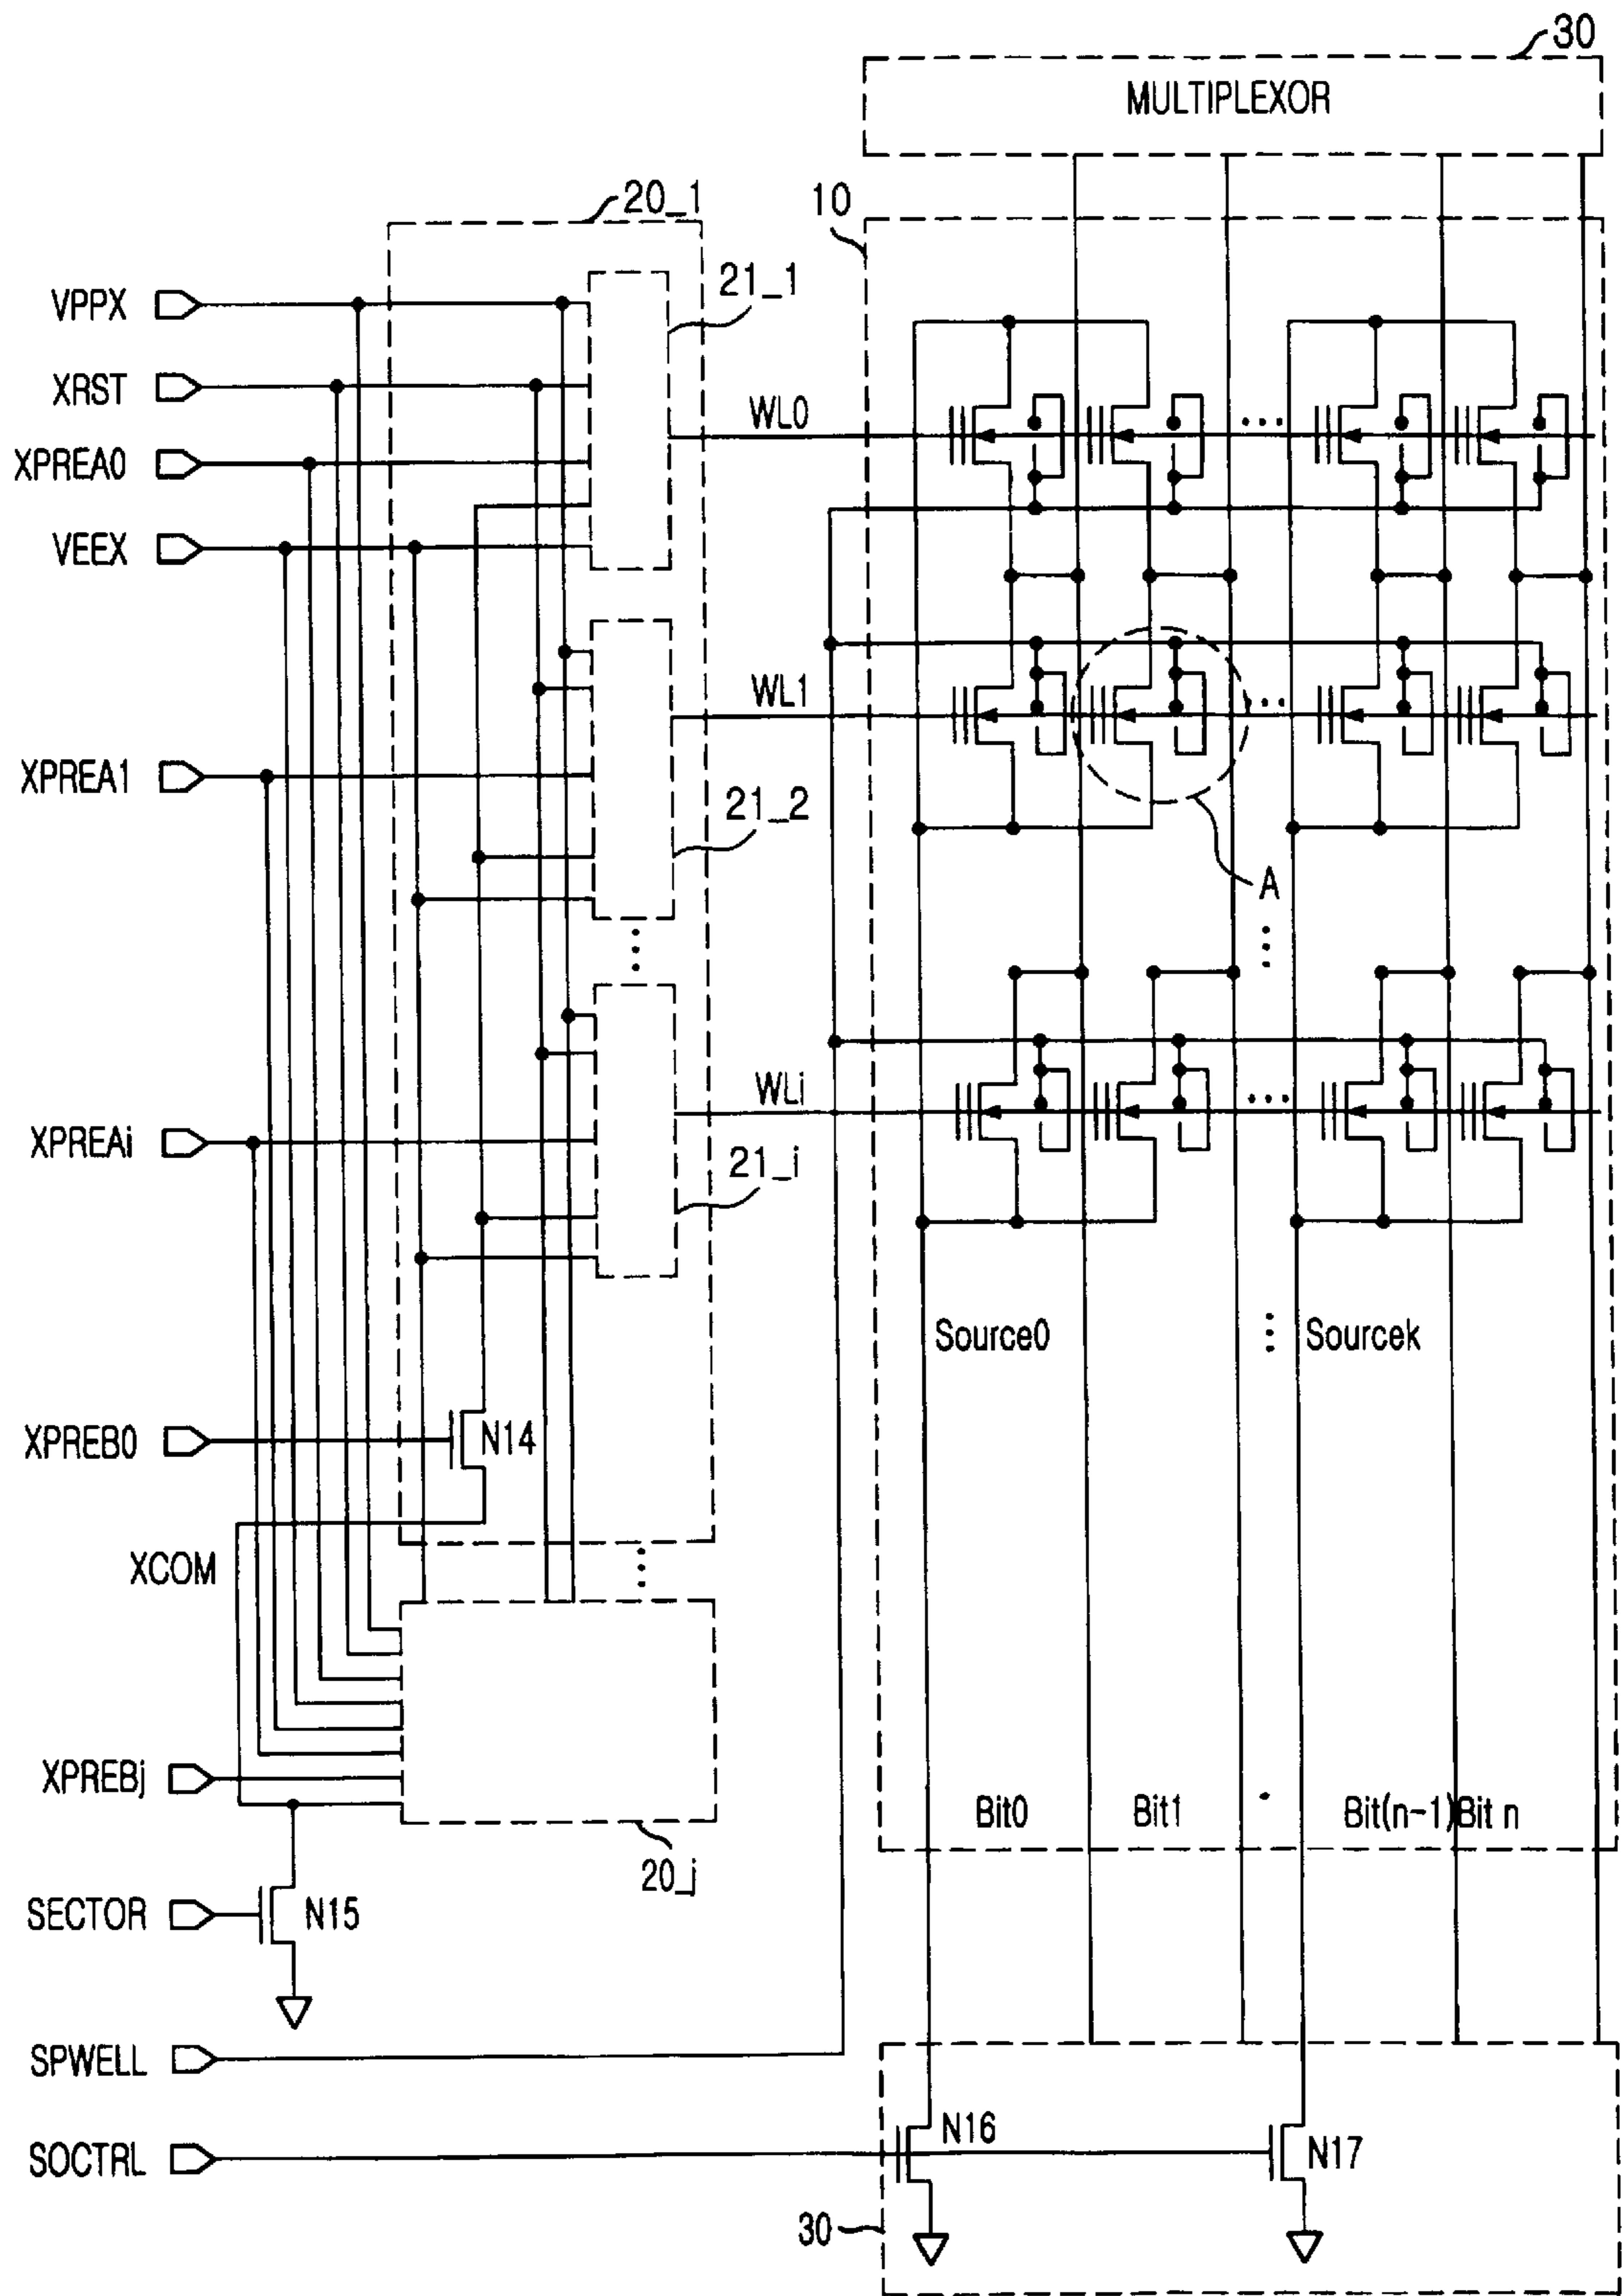 30
MULTIPLEXOR
20_1
10
VPPX
21_1
XRST
WL0
XPREA0
VEEX
WL1
XPREA1
21_2
A
WLi
XPREAi
21_i
Source0
Sourcek
XPREB0
N14
XCOM
XPREBj
Bit0
Bit1
Bit(n-1)
Bit n
20_j
SECTOR
N15
SPWELL
N16
SOCTRL
N17
30